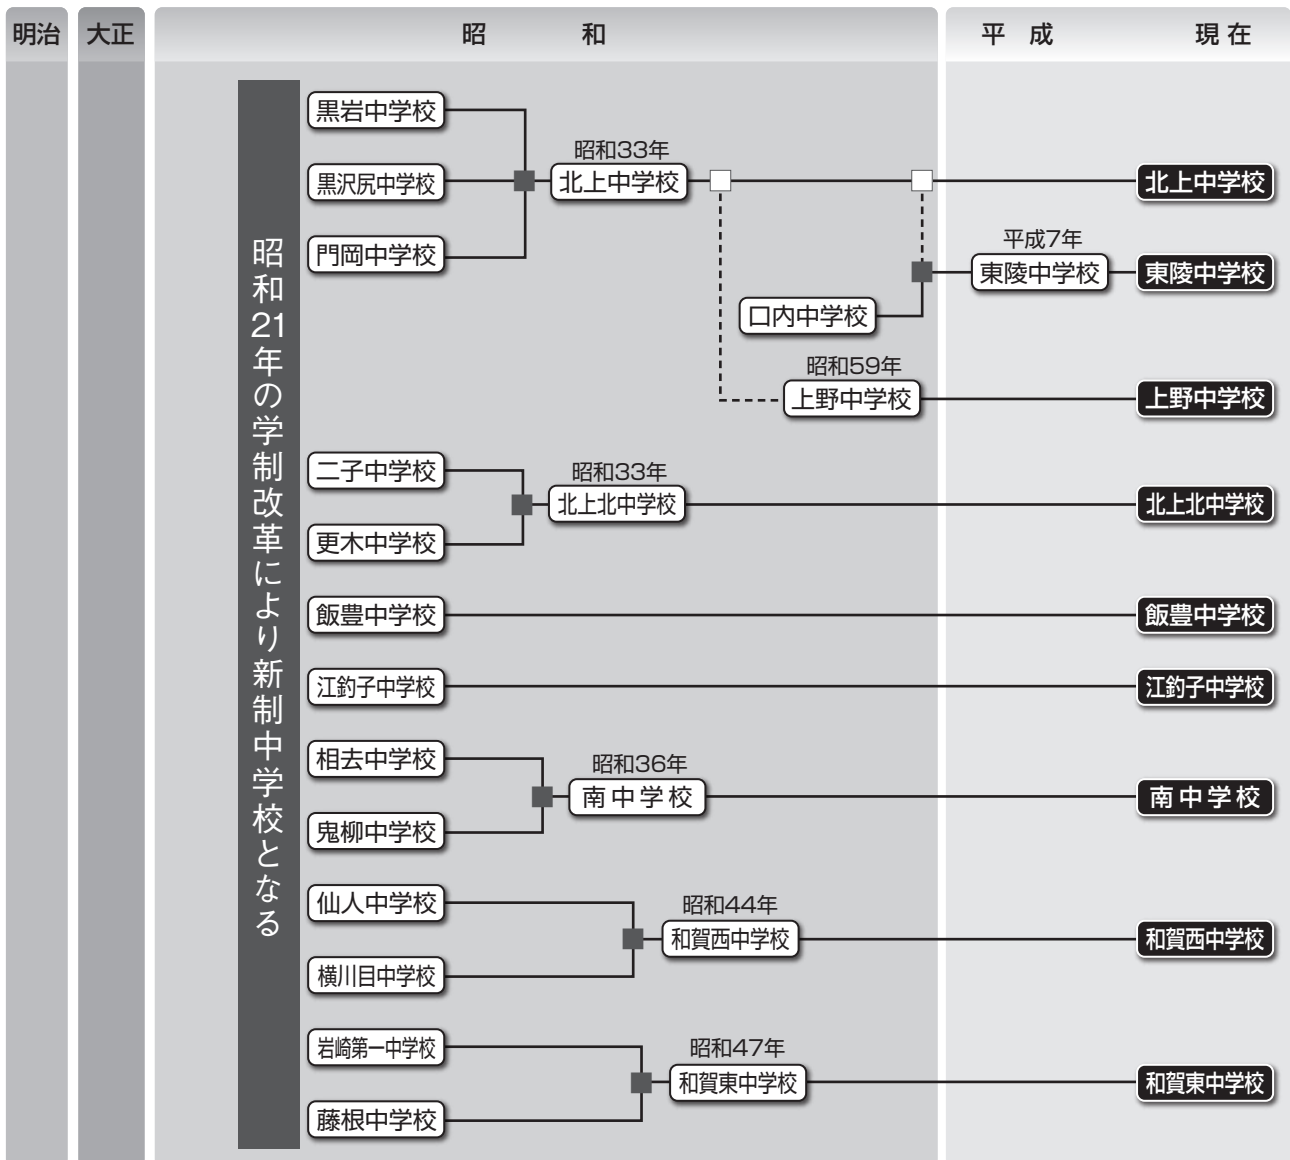 明治
大正
昭和
平成
現在
昭和21年の学制改革により新制中学校となる
黒岩中学校
黒沢尻中学校
門岡中学校
昭和33年
北上中学校
北上中学校
平成7年
東陵中学校
東陵中学校
口内中学校
昭和59年
上野中学校
上野中学校
二子中学校
更木中学校
昭和33年
北上北中学校
北上北中学校
飯豊中学校
飯豊中学校
江釣子中学校
江釣子中学校
相去中学校
鬼柳中学校
昭和36年
南中学校
南中学校
仙人中学校
横川目中学校
昭和44年
和賀西中学校
和賀西中学校
岩崎第一中学校
藤根中学校
昭和47年
和賀東中学校
和賀東中学校